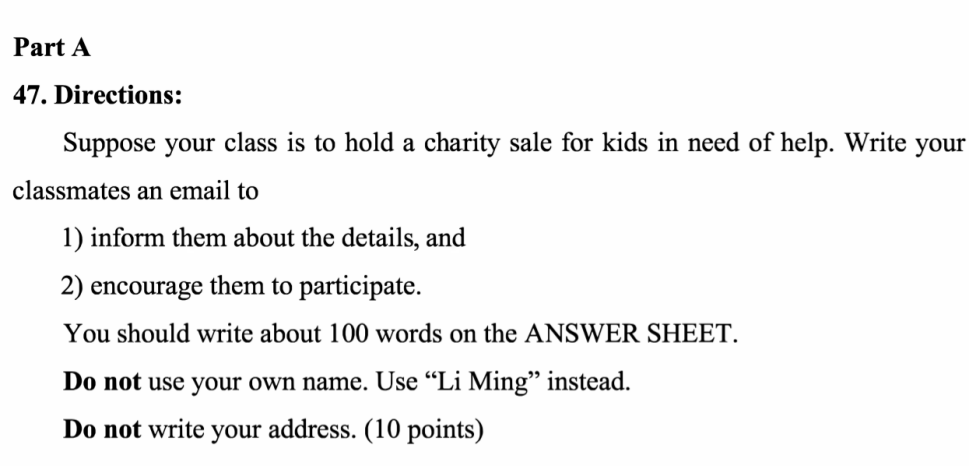 Part A
47. Directions:
Suppose your class is to hold a charity sale for kids in need of help. Write your
classmates an email to
1) inform them about the details, and
2) encourage them to participate.
You should write about 100 words on the ANSWER SHEET.
Do not use your own name. Use “Li Ming” instead.
Do not write your address. (10 points)